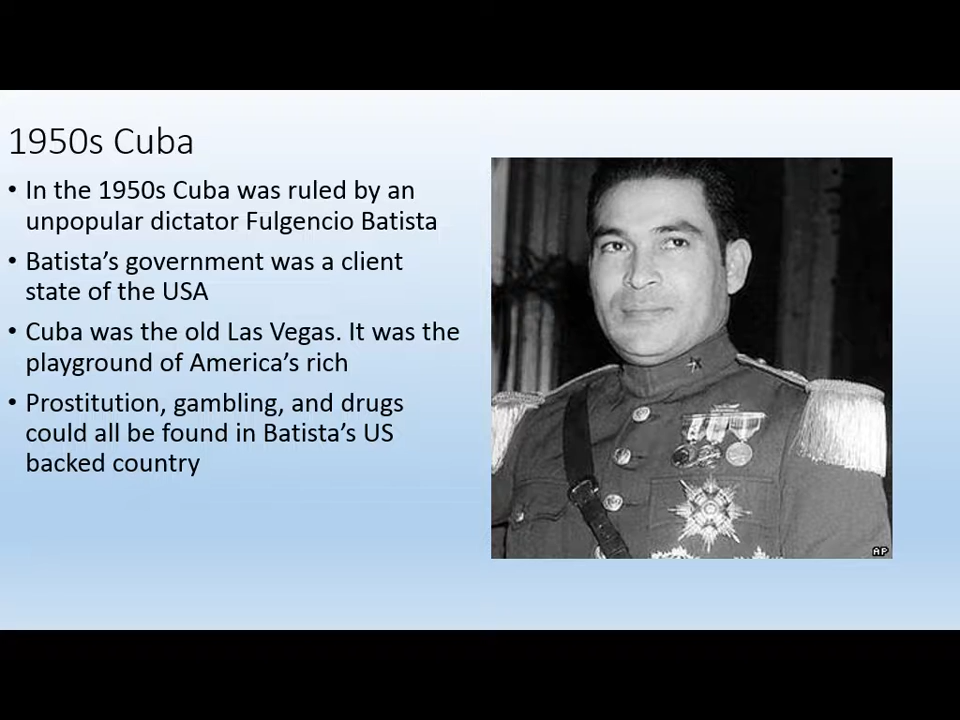 1950s Cuba
• In the 1950s Cuba was ruled by an
unpopular dictator Fulgencio Batista
• Batista’s government was a client
state of the USA
• Cuba was the old Las Vegas. It was the
playground of America’s rich
• Prostitution, gambling, and drugs
could all be found in Batista’s US
backed country
AP